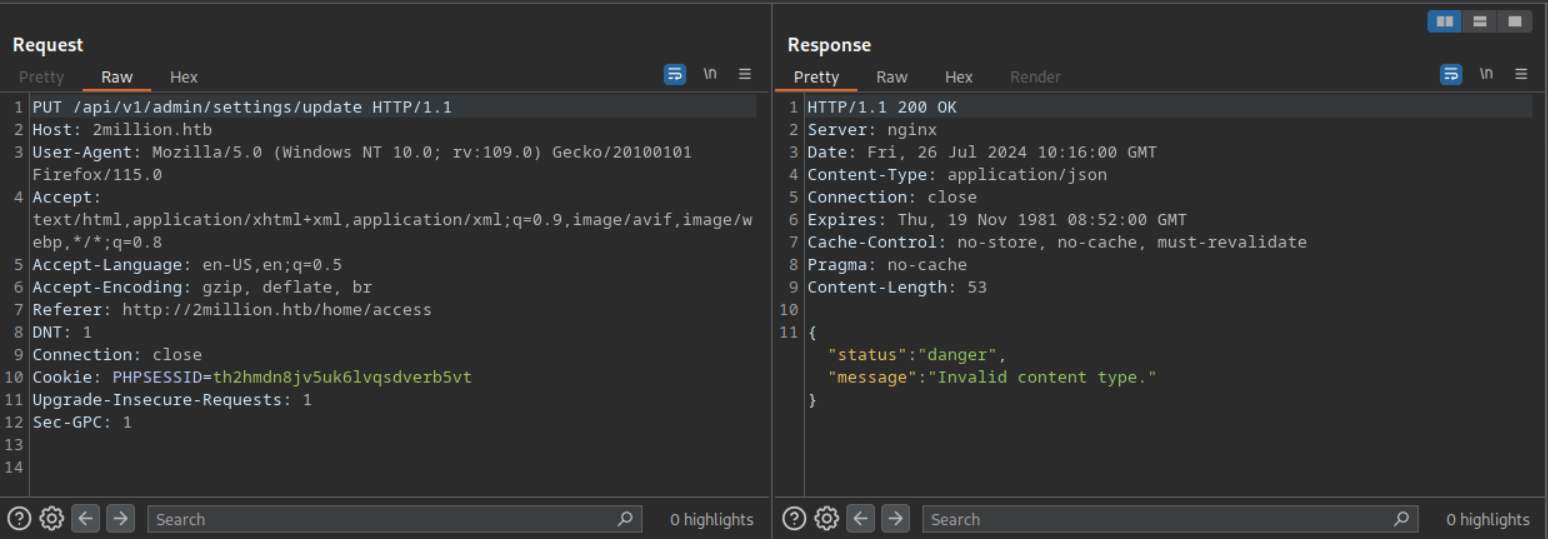 Request
Pretty Raw Hex \n
1 PUT /api/v1/admin/settings/update HTTP/1.1
2 Host: 2million.htb
3 User-Agent: Mozilla/5.0 (Windows NT 10.0; rv:109.0) Gecko/20100101
Firefox/115.0
4 Accept:
text/html,application/xhtml+xml,application/xml;q=0.9,image/avif,image/w
ebp,*/*;q=0.8
5 Accept-Language: en-US,en;q=0.5
6 Accept-Encoding: gzip, deflate, br
7 Referer: http://2million.htb/home/access
8 DNT: 1
9 Connection: close
10 Cookie: PHPSESSID=th2hmdn8jv5uk6lvqsdverb5vt
11 Upgrade-Insecure-Requests: 1
12 Sec-GPC: 1
13
14
Search 0 highlights
Response
Pretty Raw Hex Render \n
1 HTTP/1.1 200 OK
2 Server: nginx
3 Date: Fri, 26 Jul 2024 10:16:00 GMT
4 Content-Type: application/json
5 Connection: close
6 Expires: Thu, 19 Nov 1981 08:52:00 GMT
7 Cache-Control: no-store, no-cache, must-revalidate
8 Pragma: no-cache
9 Content-Length: 53
10
11 {
"status":"danger",
"message":"Invalid content type."
}
Search 0 highlights